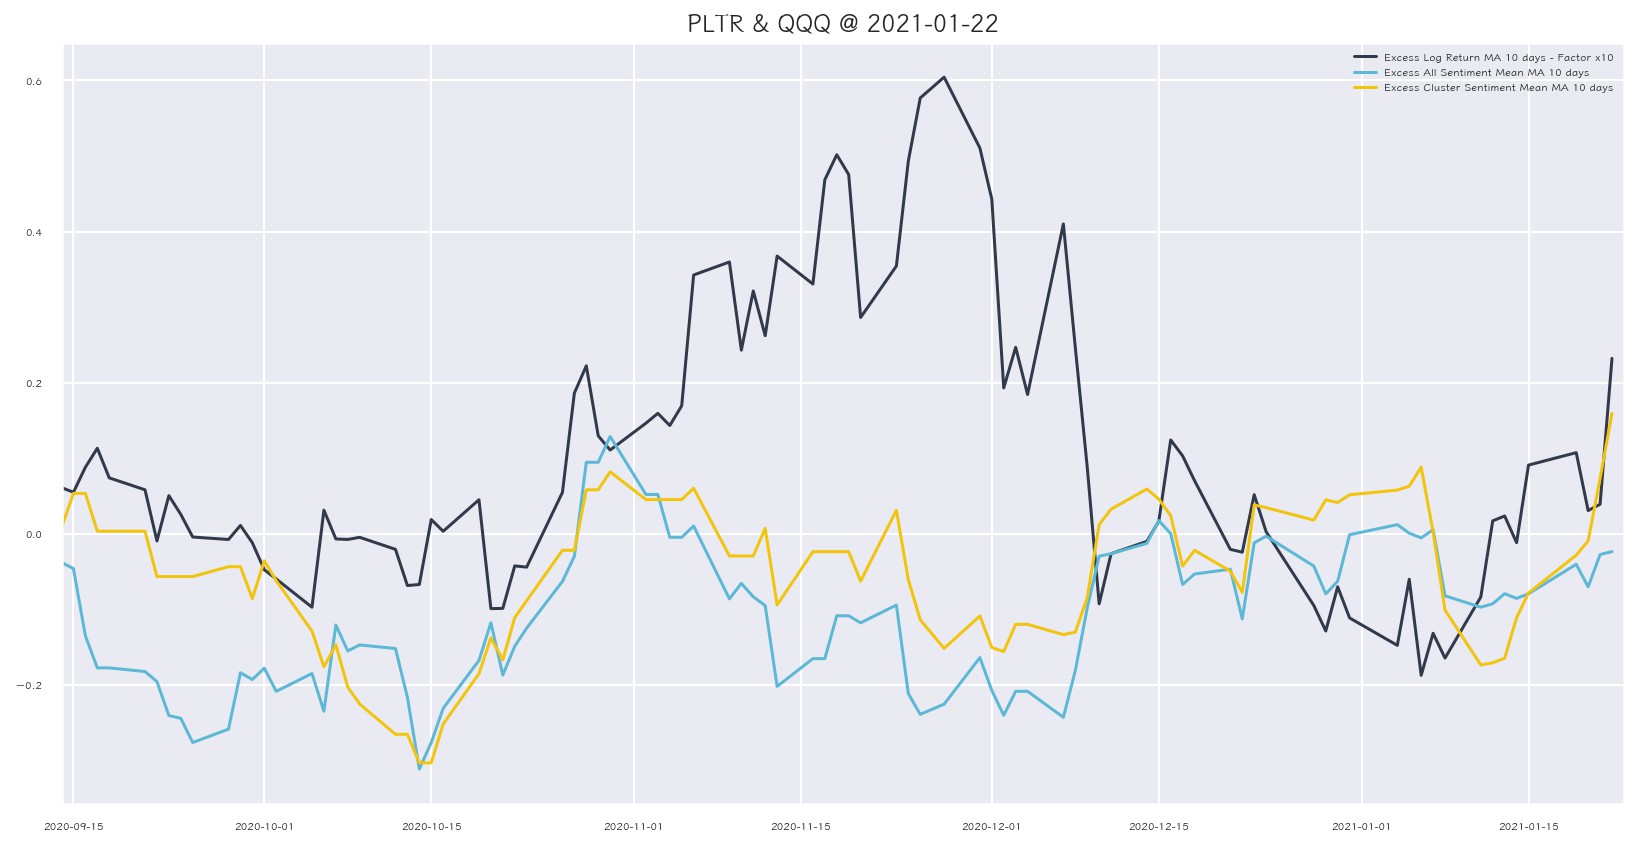 PLTR & QQQ @ 2021-01-22
Excess Log Return MA 10 days - Factor x10
Excess All Sentiment Mean MA 10 days
Excess Cluster Sentiment Mean MA 10 days
0.6
0.4
0.2
0.0
−0.2
2020-09-15 2020-10-01 2020-10-15 2020-11-01 2020-11-15 2020-12-01 2020-12-15 2021-01-01 2021-01-15